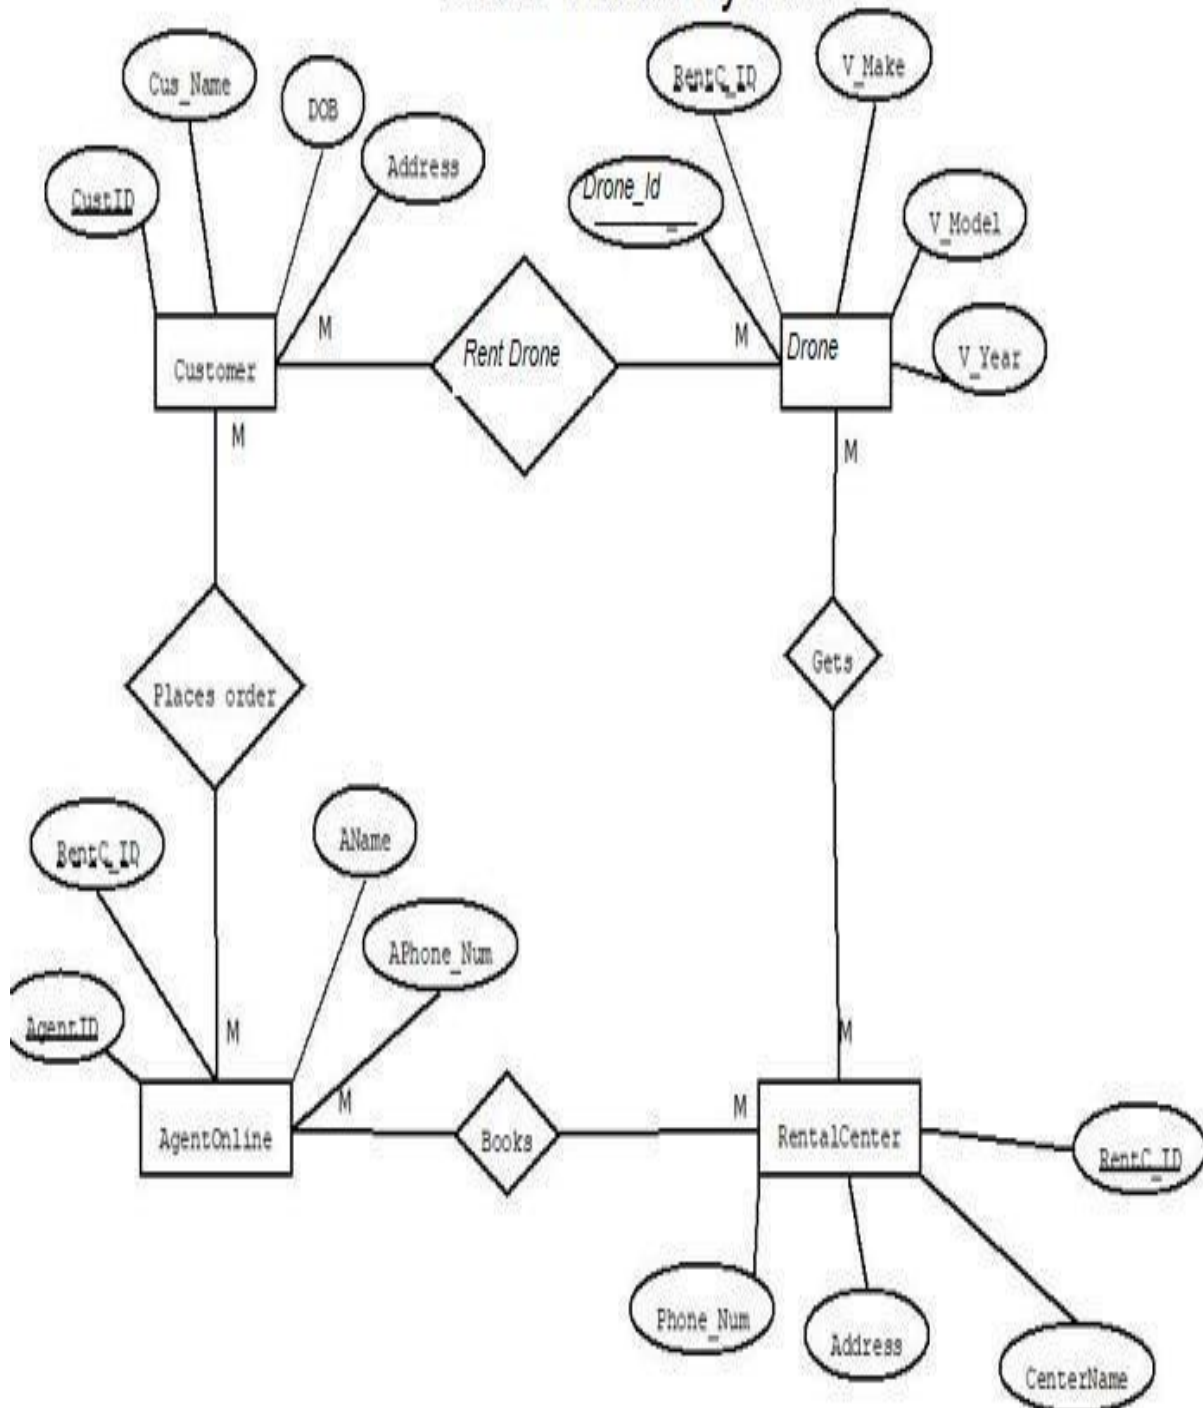 Cus_Name
DOB
Address
CustID
RentC_ID
V_Make
Drone_Id
V_Model
V_Year
M
M
Customer
Rent Drone
Drone
M
M
Places order
Gets
RentC_ID
AName
APhone_Num
AgentID
M
M
M
M
AgentOnline
Books
RentalCenter
RentC_ID
Phone_Num
Address
CenterName